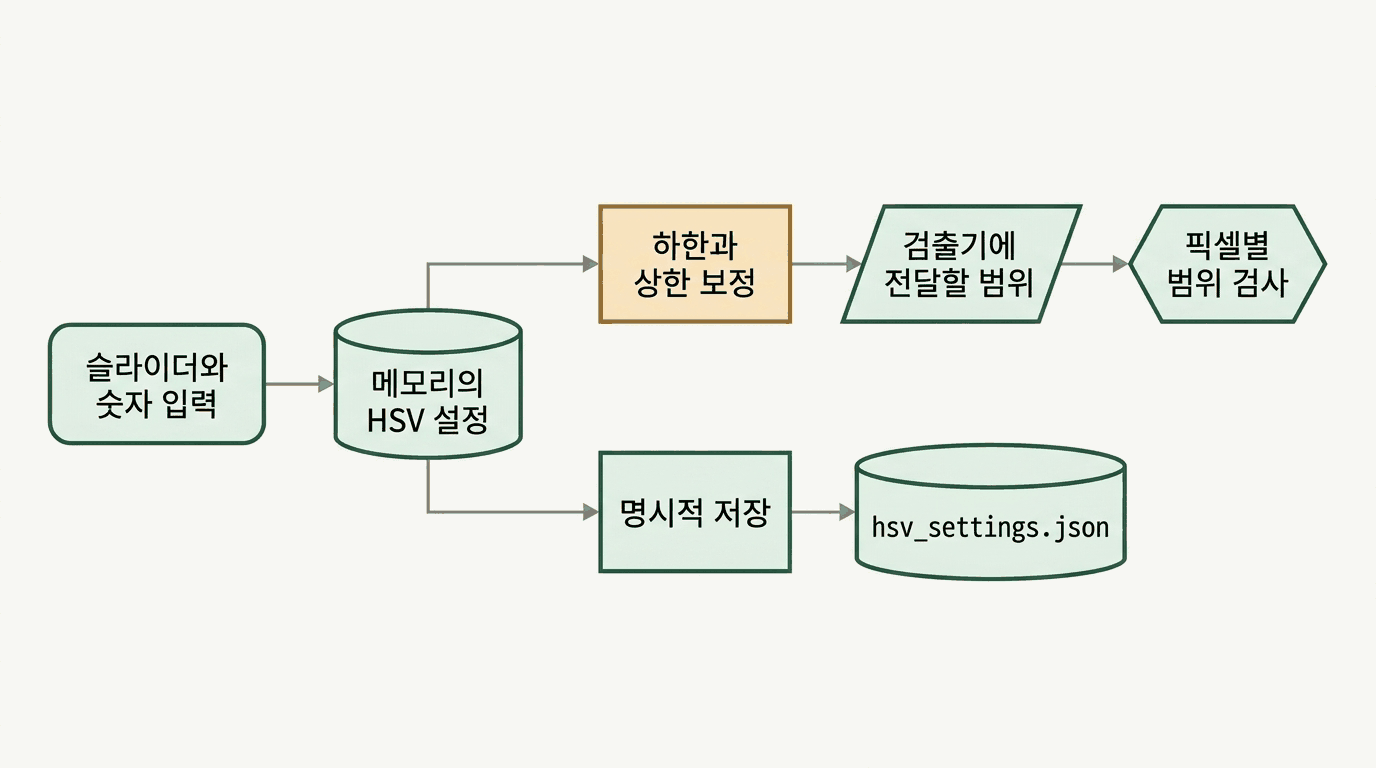 슬라이더와
숫자 입력
메모리의
HSV 설정
하한과
상한 보정
검출기에
전달할 범위
픽셀별
범위 검사
명시적 저장
hsv_settings.json